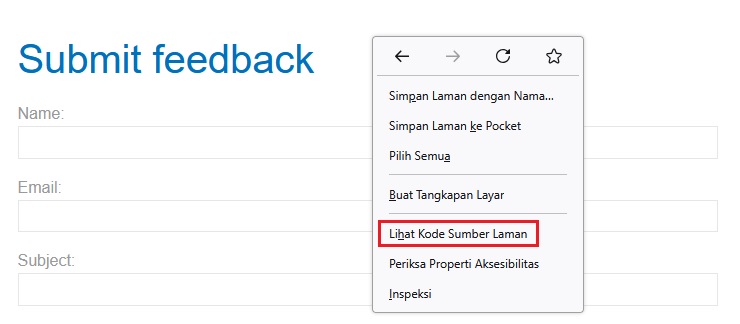 Submit feedback
Name:
Email:
Subject:
Simpan Laman dengan Nama...
Simpan Laman ke Pocket
Pilih Semua
Buat Tangkapan Layar
Lihat Kode Sumber Laman
Periksa Properti Aksesibilitas
Inspeksi